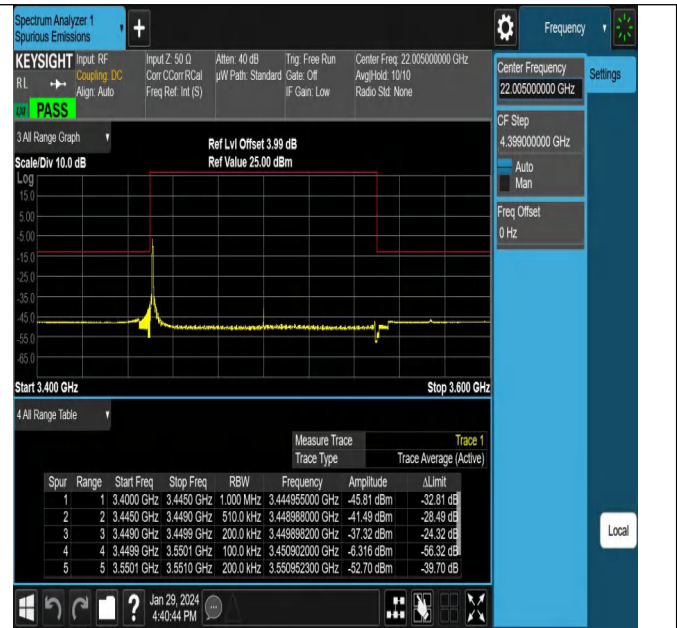 Spectrum Analyzer 1
Spurious Emissions
+
Frequency
KEYSIGHT
RL
Input: RF
Coupling: DC
Align: Auto
Input Z: 50 Ω
Corr CCorr RCal
Freq Ref: Int (S)
Atten: 40 dB
µW Path: Standard
Trig: Free Run
Gate: Off
IF Gain: Low
Center Freq: 22.005000000 GHz
Avg|Hold: 10/10
Radio Std: None
PASS
3 All Range Graph
Scale/Div 10.0 dB
Ref Lvl Offset 3.99 dB
Ref Value 25.00 dBm
Log
15.0
5.00
-5.00
-15.0
-25.0
-35.0
-45.0
-55.0
-65.0
Start 3.400 GHz
Stop 3.600 GHz
4 All Range Table
Measure Trace Trace 1
Trace Type Trace Average (Active)
Spur Range Start Freq Stop Freq RBW Frequency Amplitude ΔLimit
1 1 3.4000 GHz 3.4450 GHz 1.000 MHz 3.444955000 GHz -45.81 dBm -32.81 dB
2 2 3.4450 GHz 3.4490 GHz 510.0 kHz 3.448988000 GHz -41.49 dBm -28.49 dB
3 3 3.4490 GHz 3.4499 GHz 200.0 kHz 3.449898200 GHz -37.32 dBm -24.32 dB
4 4 3.4499 GHz 3.5501 GHz 100.0 kHz 3.450902000 GHz -6.316 dBm -56.32 dB
5 5 3.5501 GHz 3.5510 GHz 200.0 kHz 3.550952300 GHz -52.70 dBm -39.70 dB
Center Frequency
22.005000000 GHz
Settings
CF Step
4.399000000 GHz
Auto
Man
Freq Offset
0 Hz
Local
?
Jan 29, 2024
4:40:44 PM